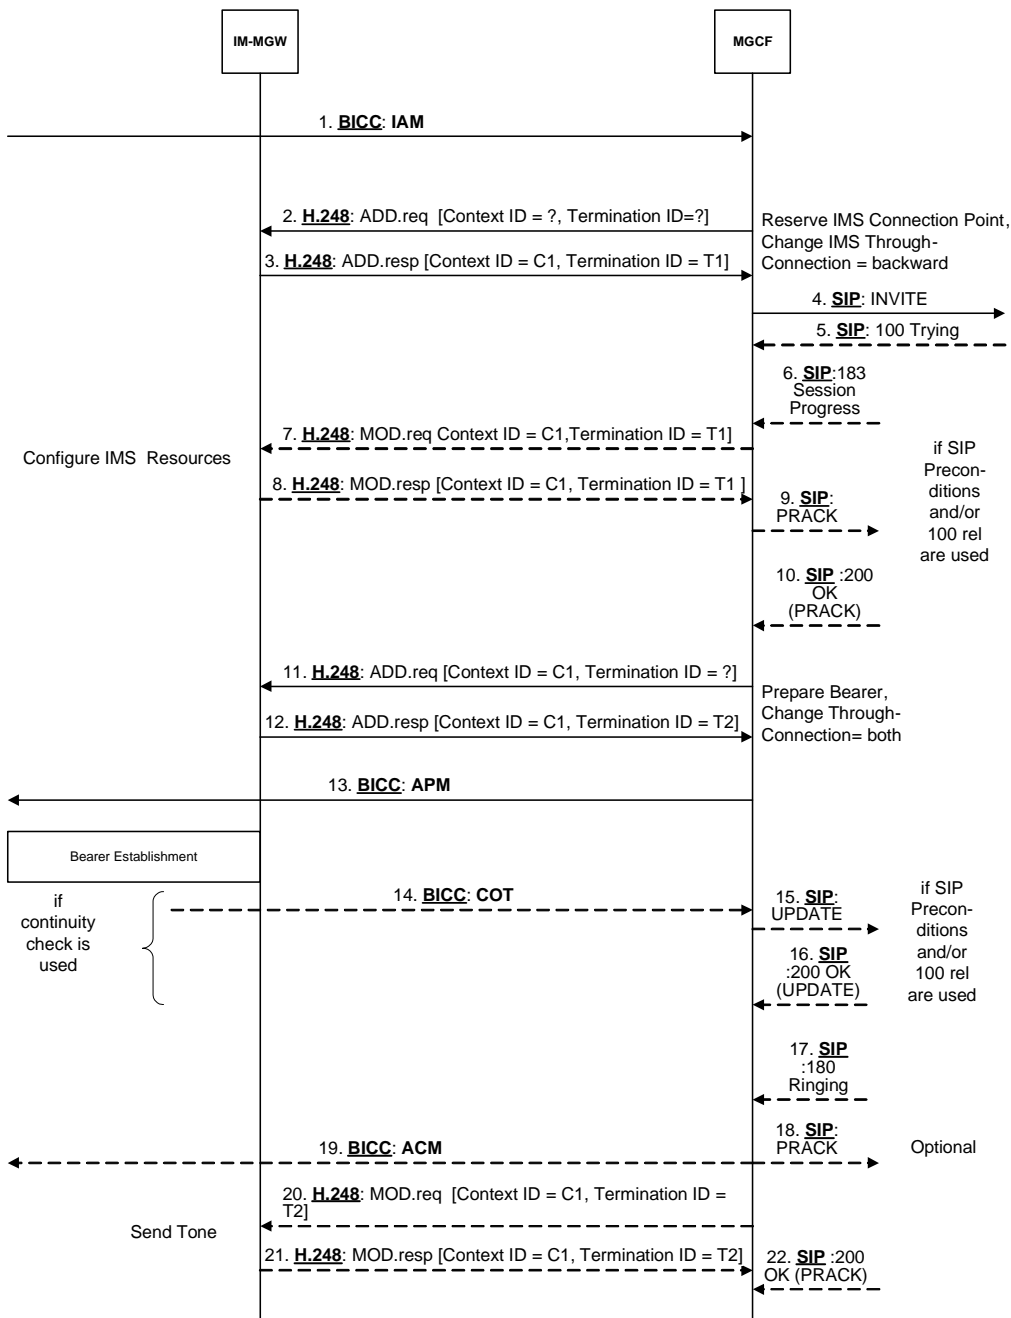 IM-MGW
MGCF
1. BICC: IAM
2. H.248: ADD.req [Context ID = ?, Termination ID=?]
Reserve IMS Connection Point,
Change IMS Through-
Connection = backward
3. H.248: ADD.resp [Context ID = C1, Termination ID = T1]
4. SIP: INVITE
5. SIP: 100 Trying
6. SIP:183
Session
Progress
7. H.248: MOD.req Context ID = C1,Termination ID = T1]
Configure IMS Resources
8. H.248: MOD.resp [Context ID = C1, Termination ID = T1 ]
if SIP
Precon-
ditions
and/or
100 rel
are used
9. SIP:
PRACK
10. SIP :200
OK
(PRACK)
11. H.248: ADD.req [Context ID = C1, Termination ID = ?]
Prepare Bearer,
Change Through-
Connection= both
12. H.248: ADD.resp [Context ID = C1, Termination ID = T2]
13. BICC: APM
Bearer Establishment
if
continuity
check is
used
14. BICC: COT
15. SIP:
UPDATE
if SIP
Precon-
ditions
and/or
100 rel
are used
16. SIP
:200 OK
(UPDATE)
17. SIP
:180
Ringing
18. SIP:
PRACK
Optional
19. BICC: ACM
20. H.248: MOD.req [Context ID = C1, Termination ID =
T2]
Send Tone
21. H.248: MOD.resp [Context ID = C1, Termination ID = T2]
22. SIP :200
OK (PRACK)